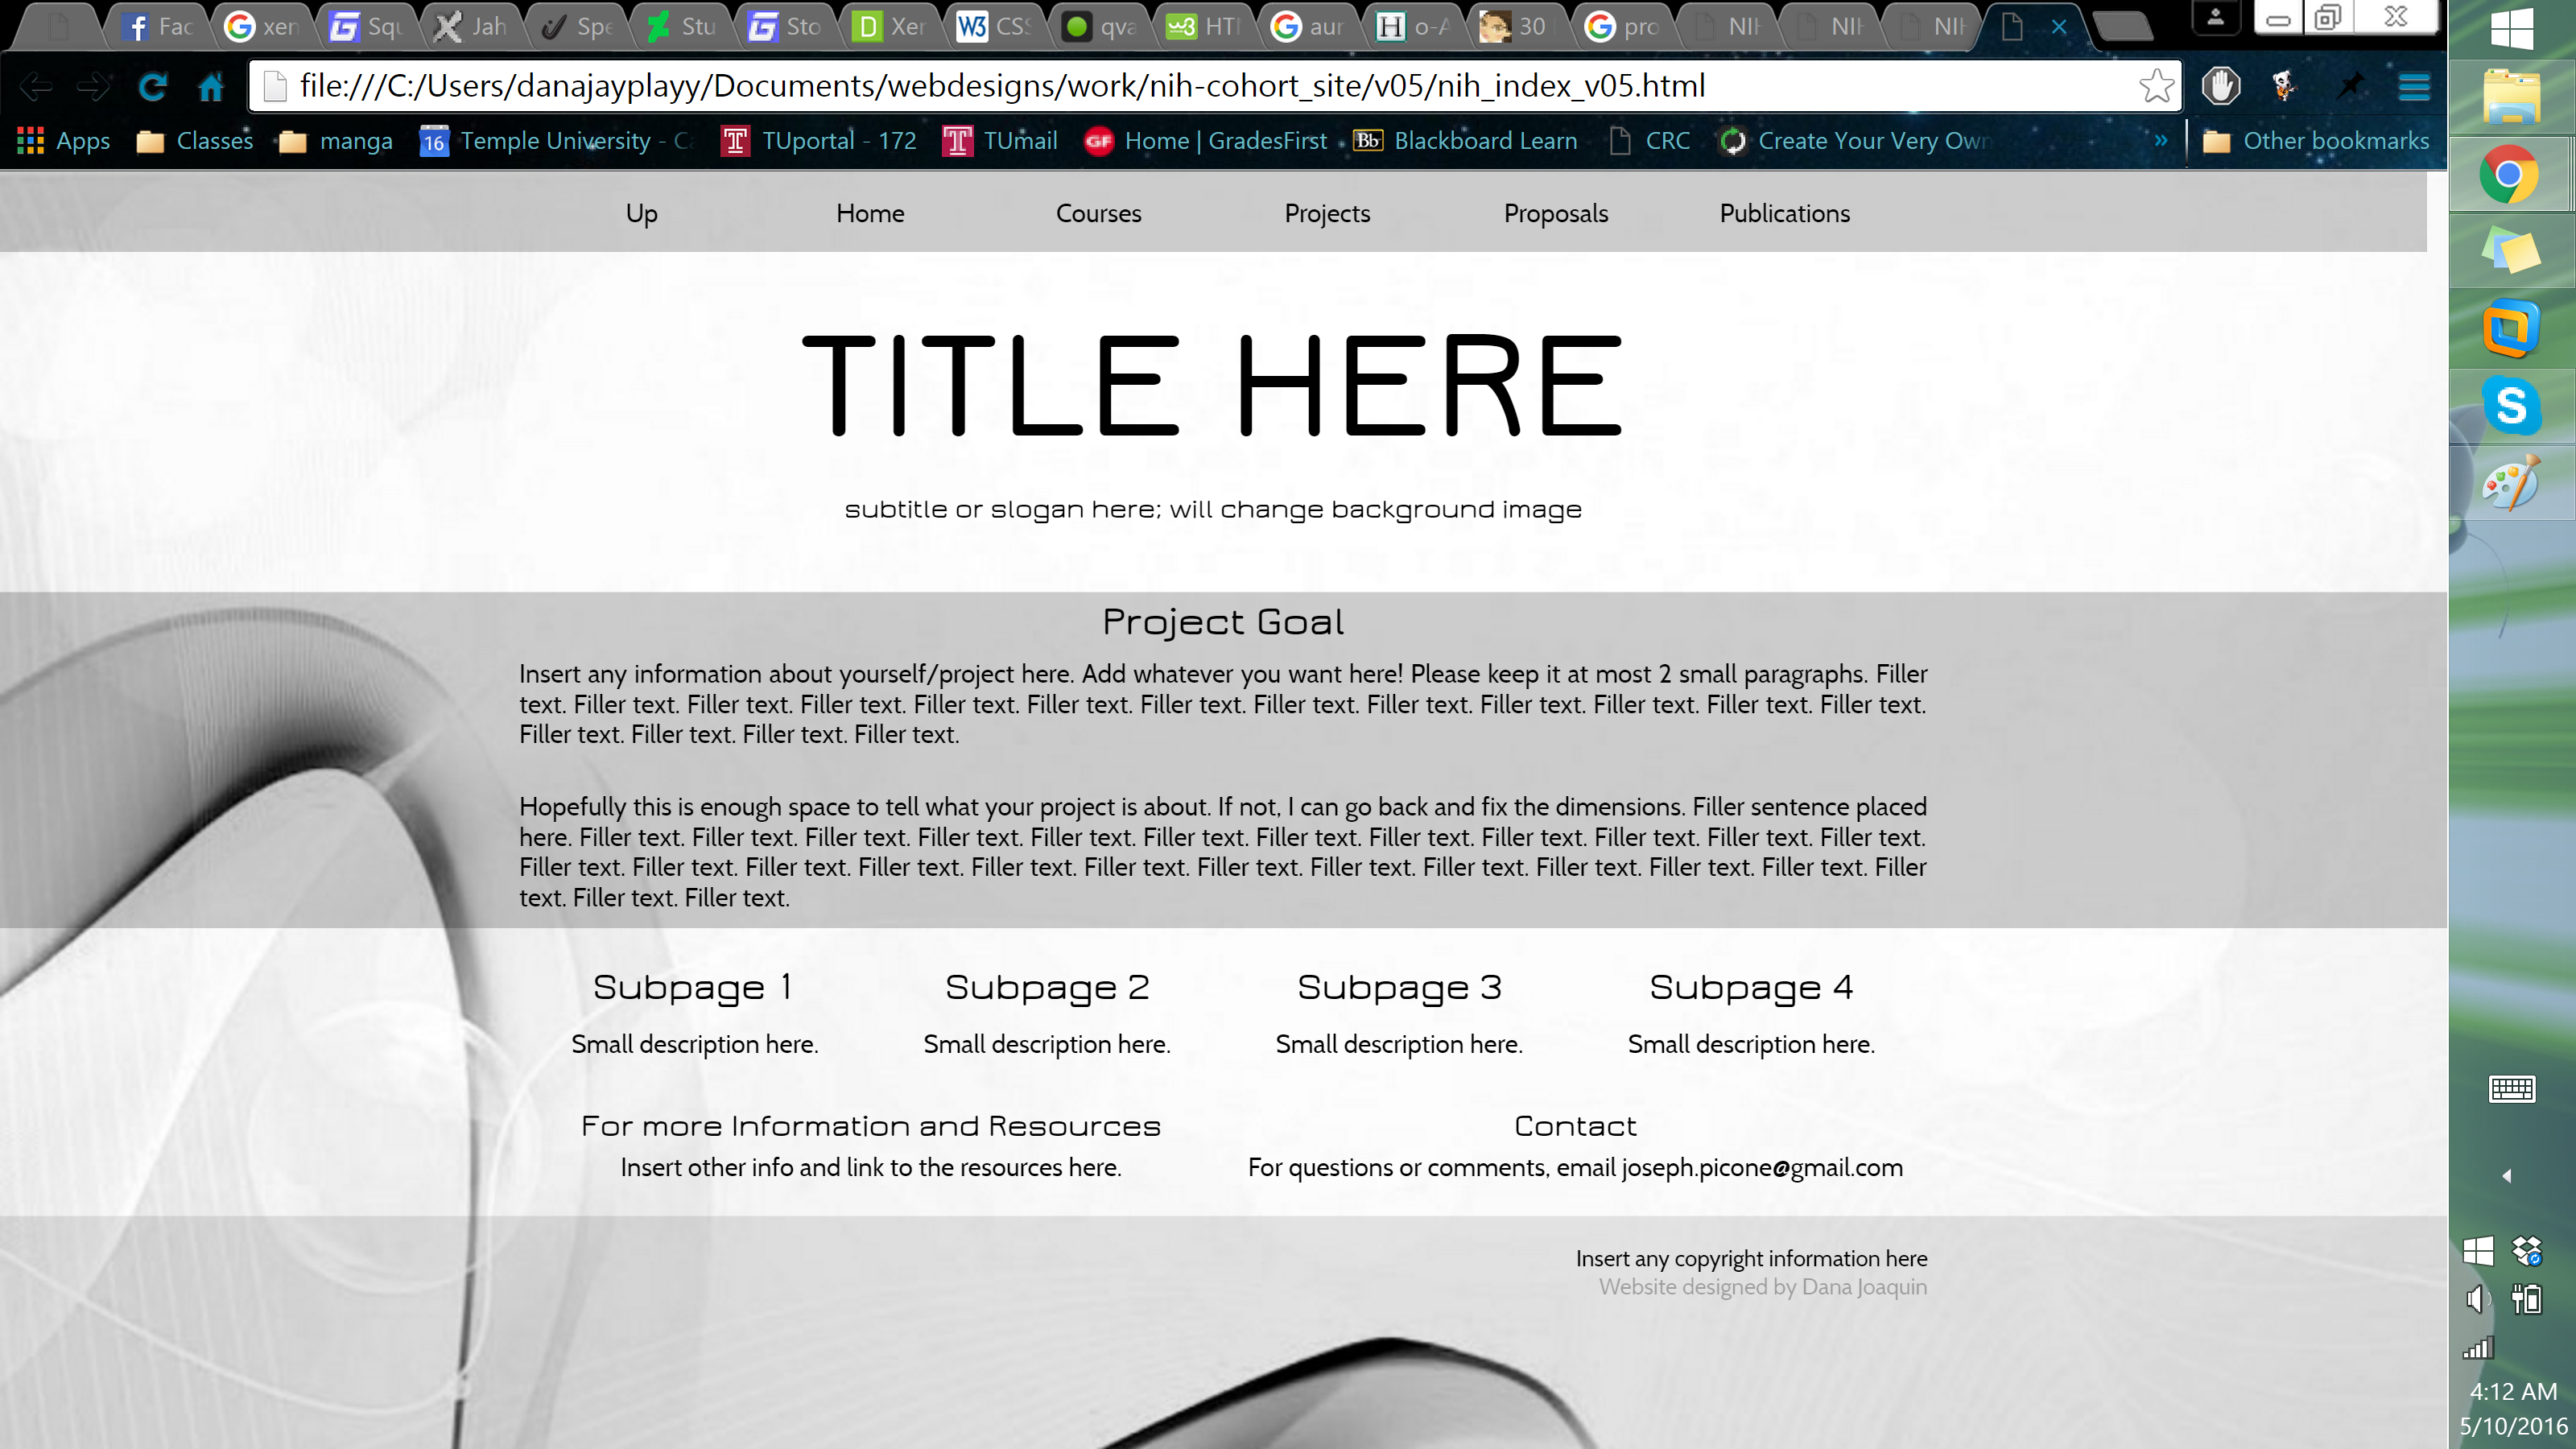 Fac
xen
Squ
Jah
Spe
Stu
Sto
Xer
CSS
qva
HTM
aur
o-A
30
pro
NIH
NIH
NIH
file:///C:/Users/danajayplayy/Documents/webdesigns/work/nih-cohort_site/v05/nih_index_v05.html
Apps Classes manga 16 Temple University - Ca TUportal - 172 TUmail GF Home | GradesFirst Bb Blackboard Learn CRC Create Your Very Own » Other bookmarks
Up Home Courses Projects Proposals Publications
TITLE HERE
subtitle or slogan here; will change background image
Project Goal
Insert any information about yourself/project here. Add whatever you want here! Please keep it at most 2 small paragraphs. Filler
text. Filler text. Filler text. Filler text. Filler text. Filler text. Filler text. Filler text. Filler text. Filler text. Filler text. Filler text. Filler text.
Filler text. Filler text. Filler text. Filler text.
Hopefully this is enough space to tell what your project is about. If not, I can go back and fix the dimensions. Filler sentence placed
here. Filler text. Filler text. Filler text. Filler text. Filler text. Filler text. Filler text. Filler text. Filler text. Filler text. Filler text. Filler text.
Filler text. Filler text. Filler text. Filler text. Filler text. Filler text. Filler text. Filler text. Filler text. Filler text. Filler text. Filler text. Filler
text. Filler text. Filler text.
Subpage 1 Subpage 2 Subpage 3 Subpage 4
Small description here. Small description here. Small description here. Small description here.
For more Information and Resources Contact
Insert other info and link to the resources here. For questions or comments, email joseph.picone@gmail.com
Insert any copyright information here
Website designed by Dana Joaquin
4:12 AM
5/10/2016